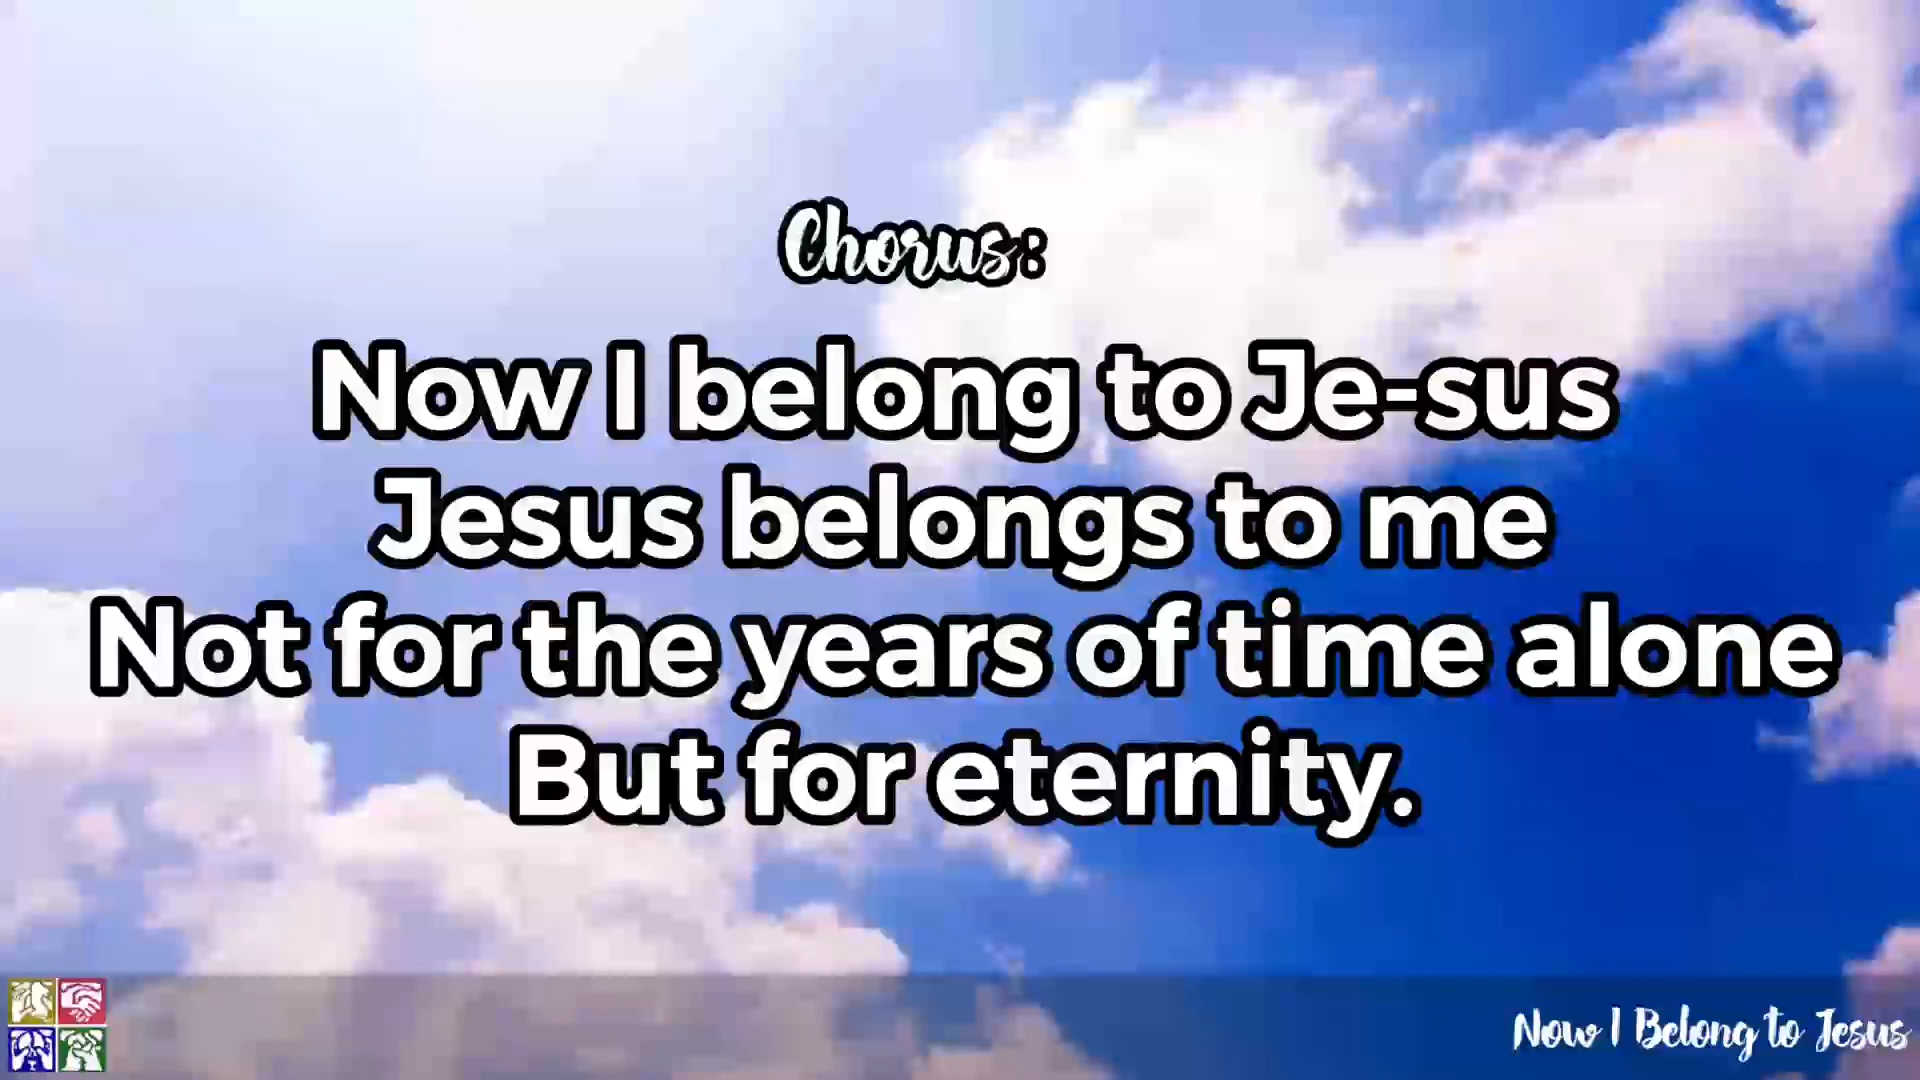 Chorus:
Now I belong to Je-sus
Jesus belongs to me
Not for the years of time alone
But for eternity.
Now I Belong to Jesus